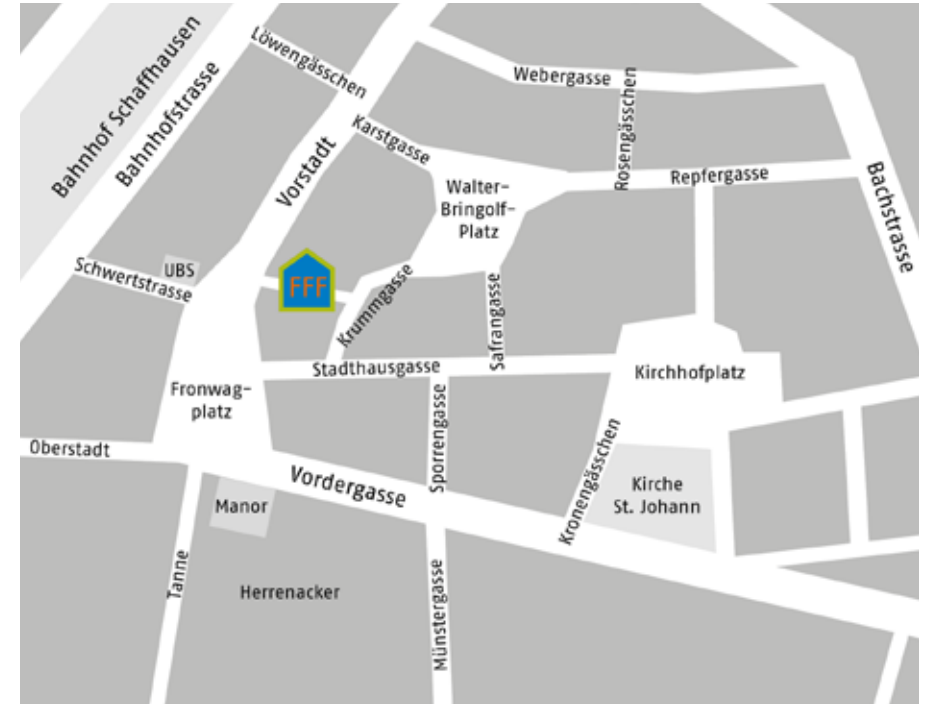 Bahnhof Schaffhausen
Bahnhofstrasse
Löwengässchen
Vorstadt
Karstgasse
Webergasse
Rosengässchen
Repfergasse
Bachstrasse
Walter-
Bringolf-
Platz
UBS
Schwertstrasse
FFF
Krummgasse
Safrangasse
Stadthausgasse
Kirchhofplatz
Fronwag-
platz
Oberstadt
Sporrengasse
Kronengässchen
Vordergasse
Manor
Kirche
St. Johann
Tanne
Herrenacker
Münstergasse